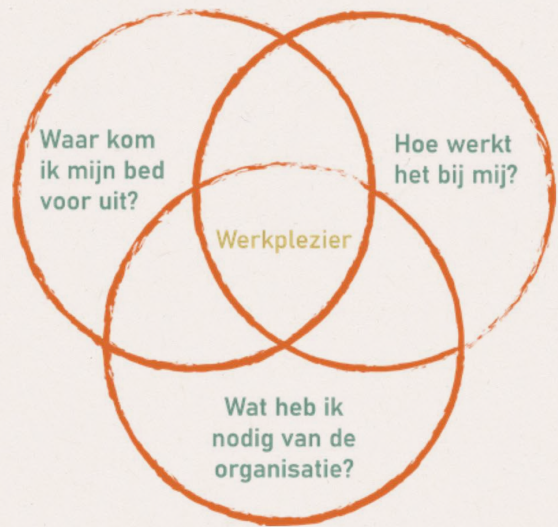 Waar kom
ik mijn bed
voor uit?
Hoe werkt
het bij mij?
Werkplezier
Wat heb ik
nodig van de
organisatie?